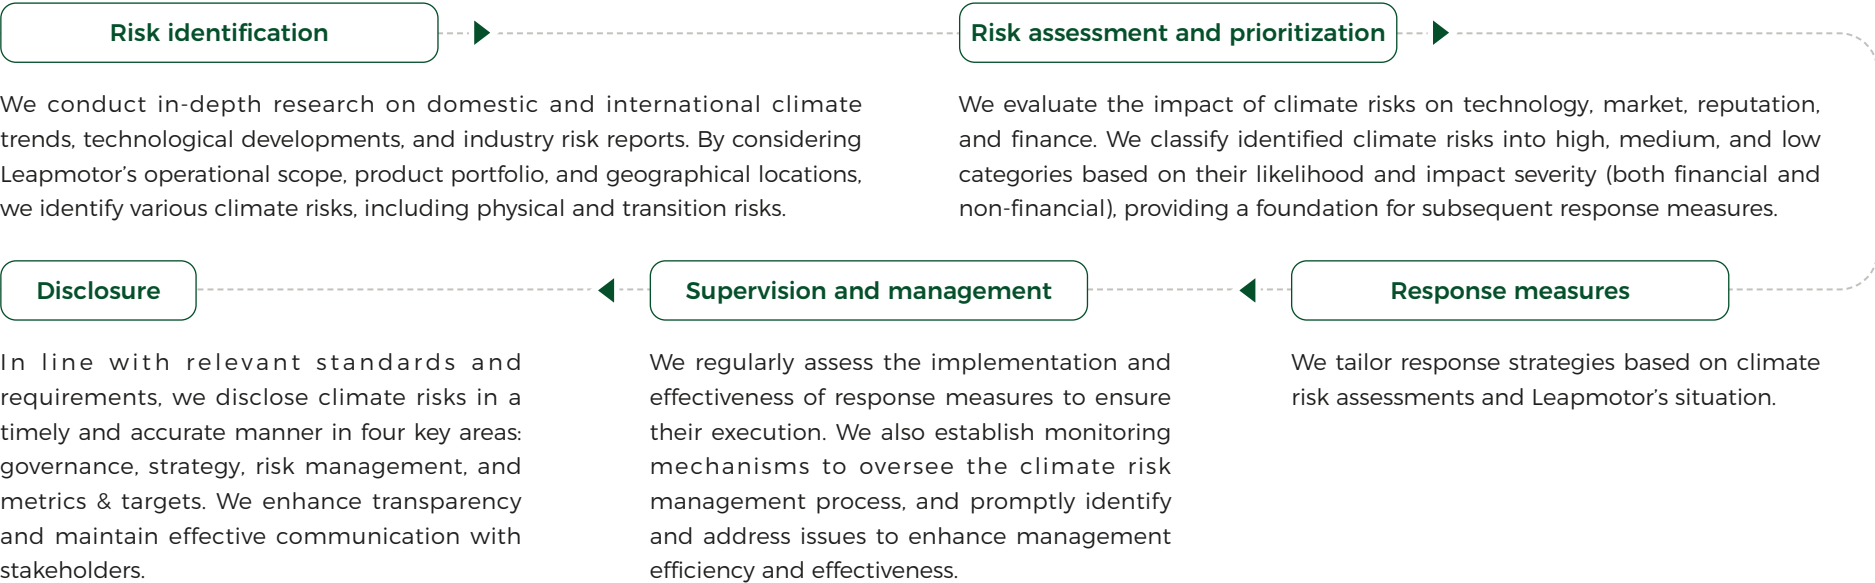 Risk identification
We conduct in-depth research on domestic and international climate
trends, technological developments, and industry risk reports. By considering
Leapmotor’s operational scope, product portfolio, and geographical locations,
we identify various climate risks, including physical and transition risks.
Risk assessment and prioritization
We evaluate the impact of climate risks on technology, market, reputation,
and finance. We classify identified climate risks into high, medium, and low
categories based on their likelihood and impact severity (both financial and
non-financial), providing a foundation for subsequent response measures.
Response measures
We tailor response strategies based on climate
risk assessments and Leapmotor’s situation.
Supervision and management
We regularly assess the implementation and
effectiveness of response measures to ensure
their execution. We also establish monitoring
mechanisms to oversee the climate risk
management process, and promptly identify
and address issues to enhance management
efficiency and effectiveness.
Disclosure
In line with relevant standards and
requirements, we disclose climate risks in a
timely and accurate manner in four key areas:
governance, strategy, risk management, and
metrics & targets. We enhance transparency
and maintain effective communication with
stakeholders.